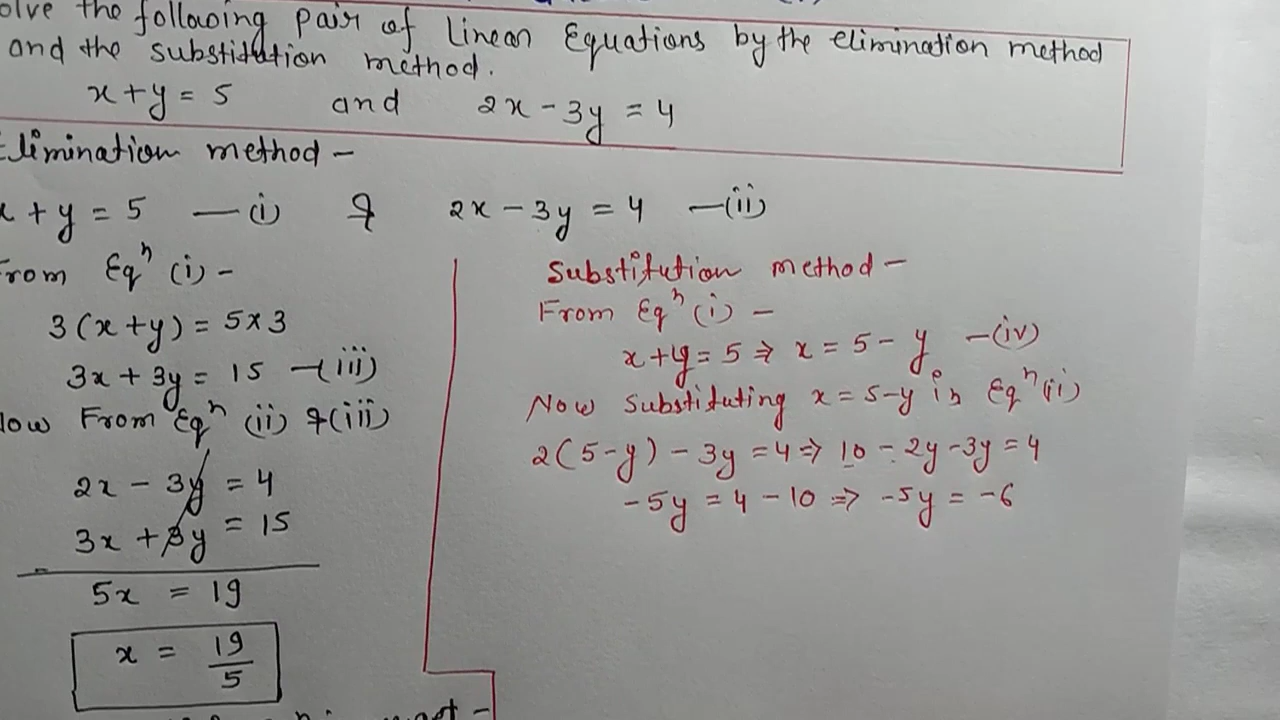 olve the following pair of linear Equations by the elimination method
and the substitution method.
x+y = 5 and 2x - 3y = 4
Elimination method -
x + y = 5 —(i) & 2x - 3y = 4 —(ii)
From Eqⁿ (i) -
3(x+y) = 5×3
3x + 3y = 15 —(iii)
Now From Eqⁿ (ii) & (iii)
2x - 3y = 4
3x + 3y = 15
5x = 19
x = 19/5
Substitution method -
From Eqⁿ (i) -
x+y = 5 ⇒ x = 5 - y —(iv)
Now Substituting x = 5-y in Eqⁿ (ii)
2(5-y) - 3y = 4 ⇒ 10 - 2y - 3y = 4
-5y = 4 - 10 ⇒ -5y = -6